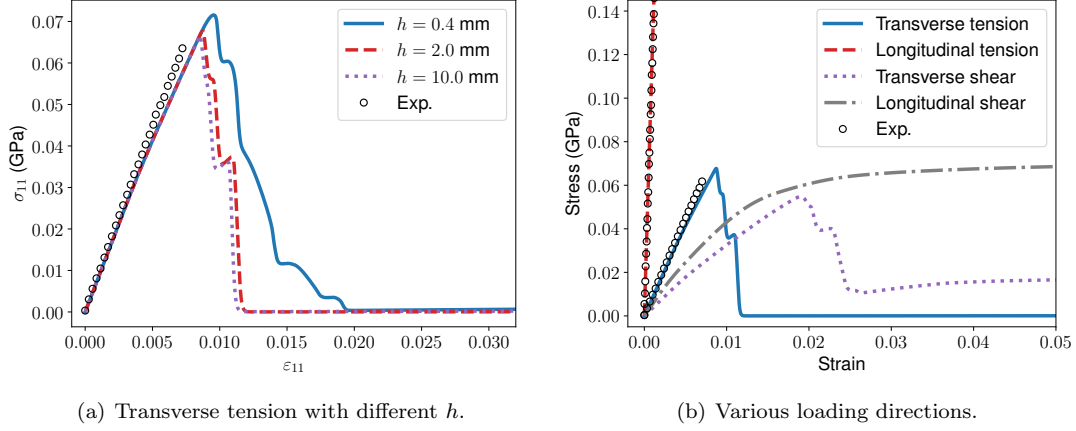 0.07
0.06
0.05
0.04
0.03
0.02
0.01
0.00
σ₁₁ (GPa)
h = 0.4 mm
h = 2.0 mm
h = 10.0 mm
Exp.
0.000 0.005 0.010 0.015 0.020 0.025 0.030
ε₁₁
(a) Transverse tension with different h.
0.14
0.12
0.10
0.08
0.06
0.04
0.02
0.00
Stress (GPa)
Transverse tension
Longitudinal tension
Transverse shear
Longitudinal shear
Exp.
0.00 0.01 0.02 0.03 0.04 0.05
Strain
(b) Various loading directions.